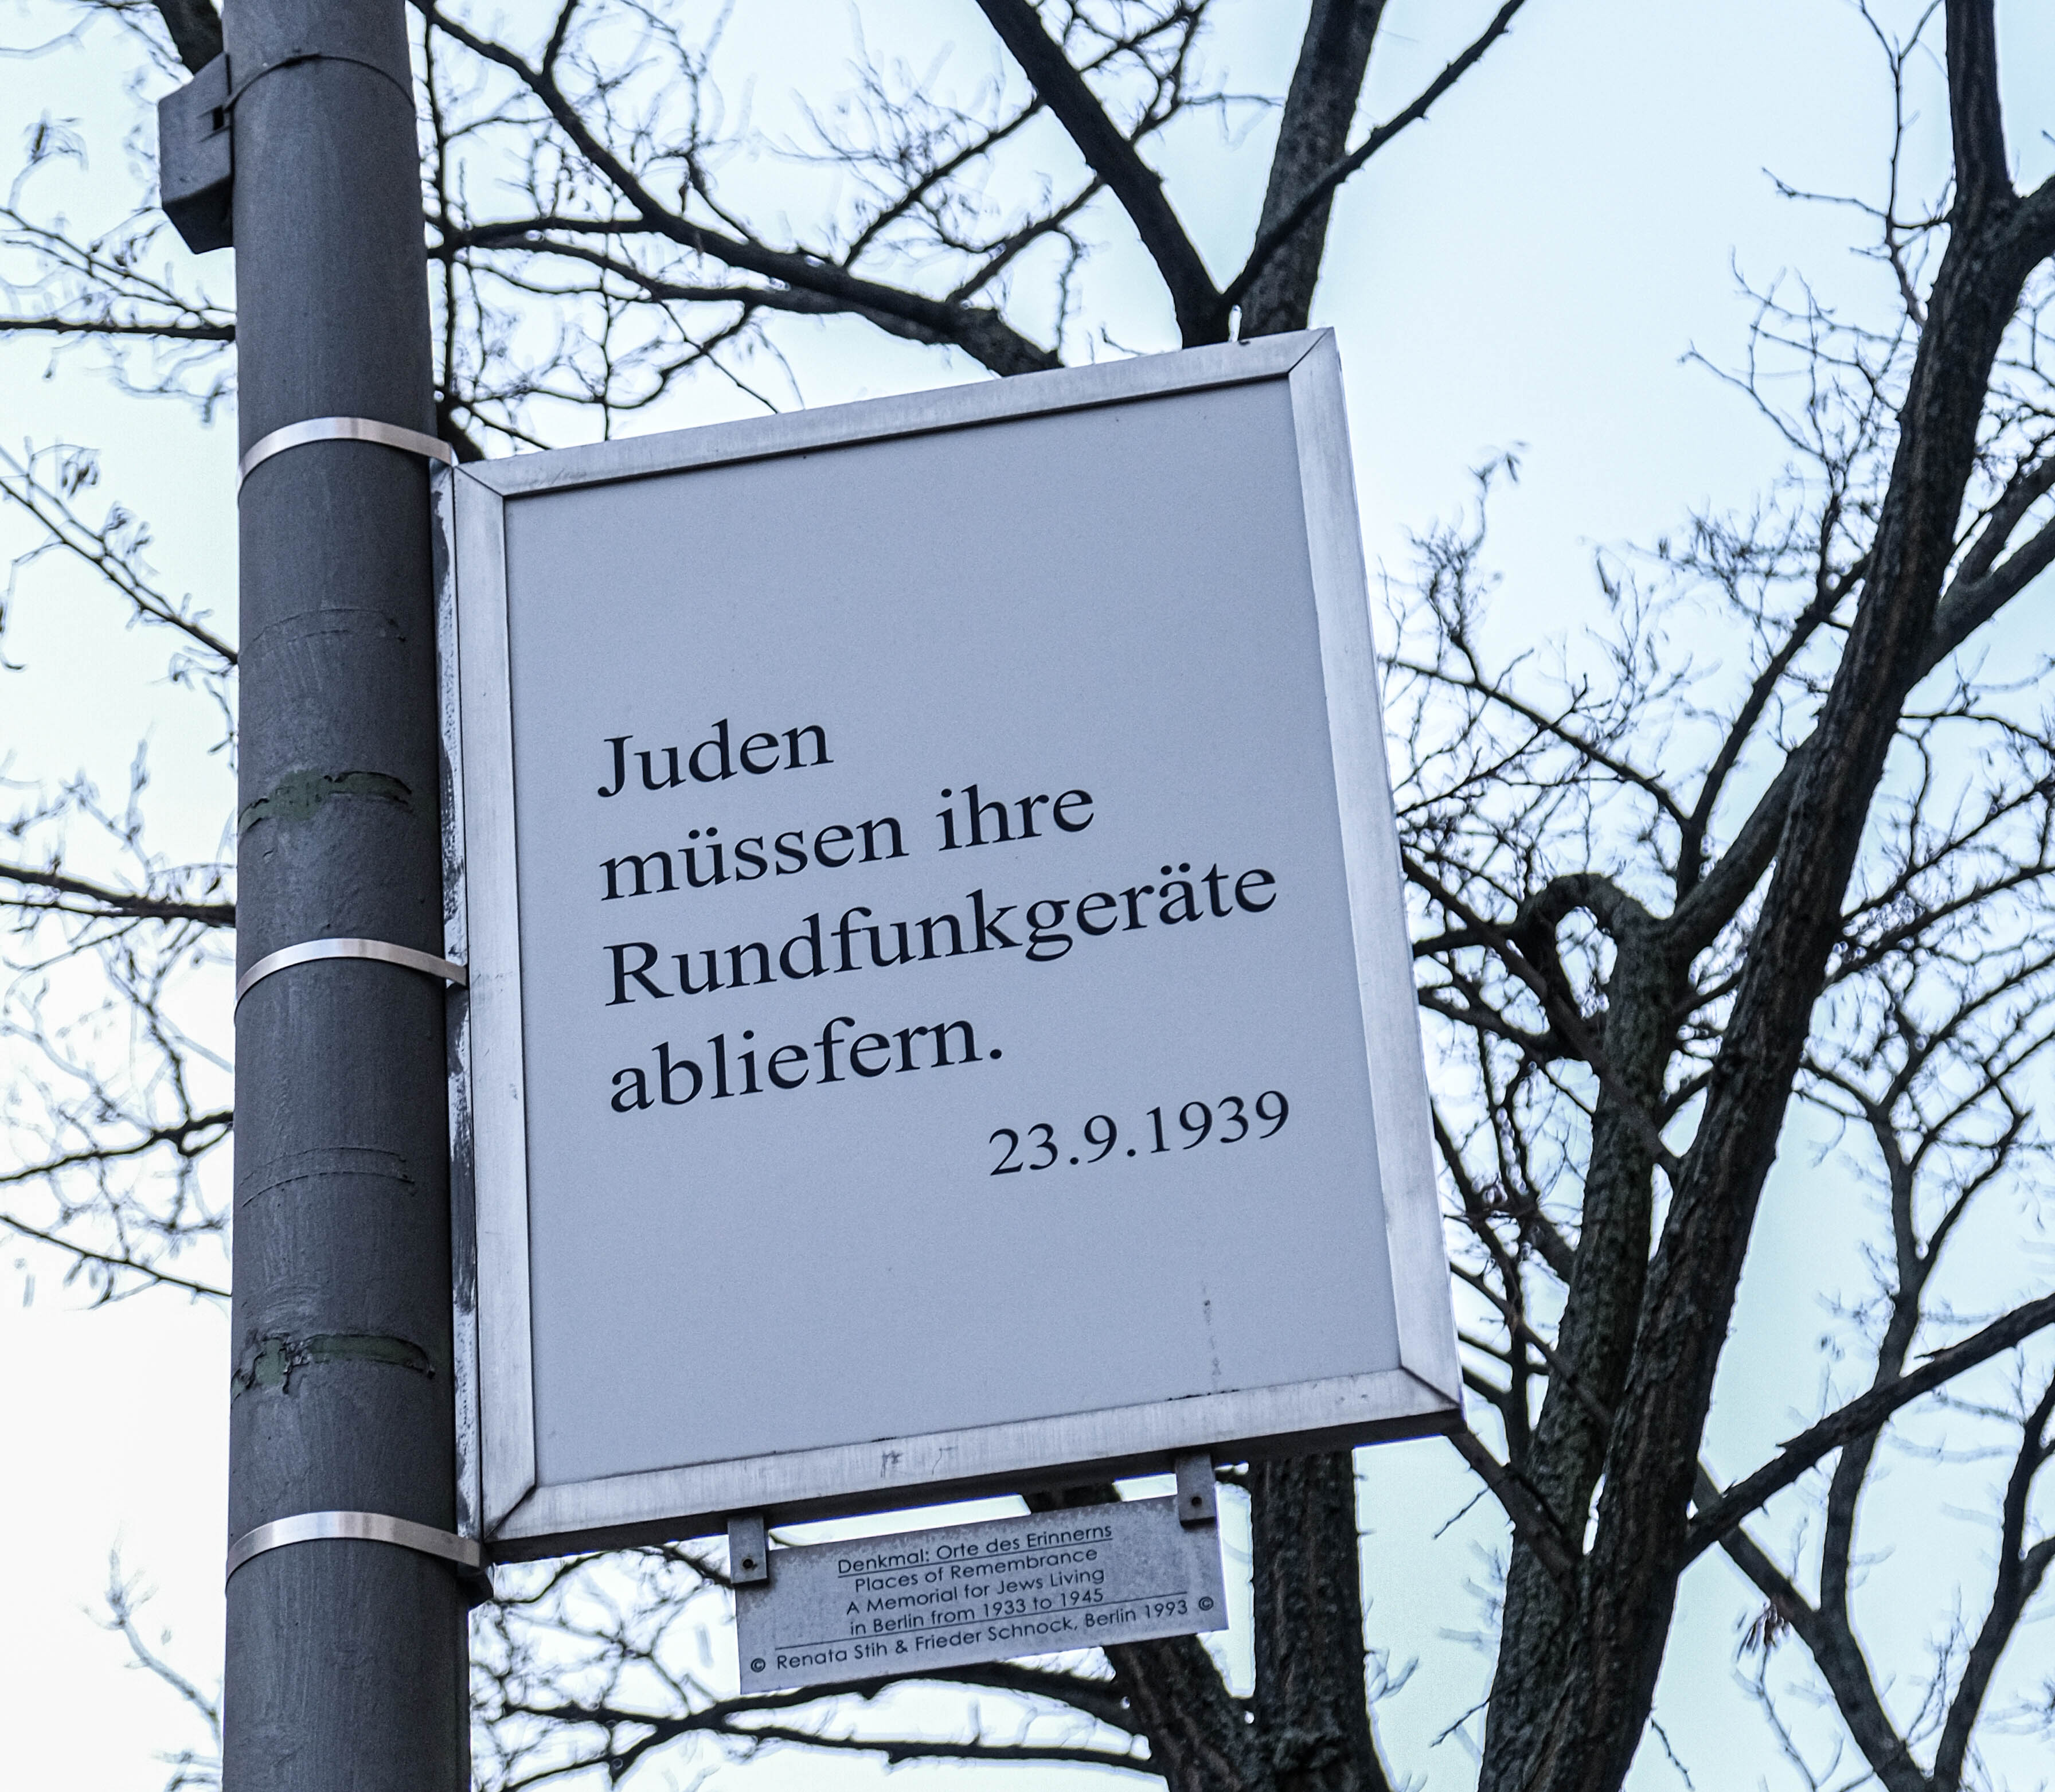 Juden
müssen ihre
Rundfunkgeräte
abliefern.
23.9.1939
Denkmal: Orte des Erinnerns
Places of Remembrance
A Memorial for Jews Living
in Berlin from 1933 to 1945
© Renata Stih & Frieder Schnock, Berlin 1993 ©